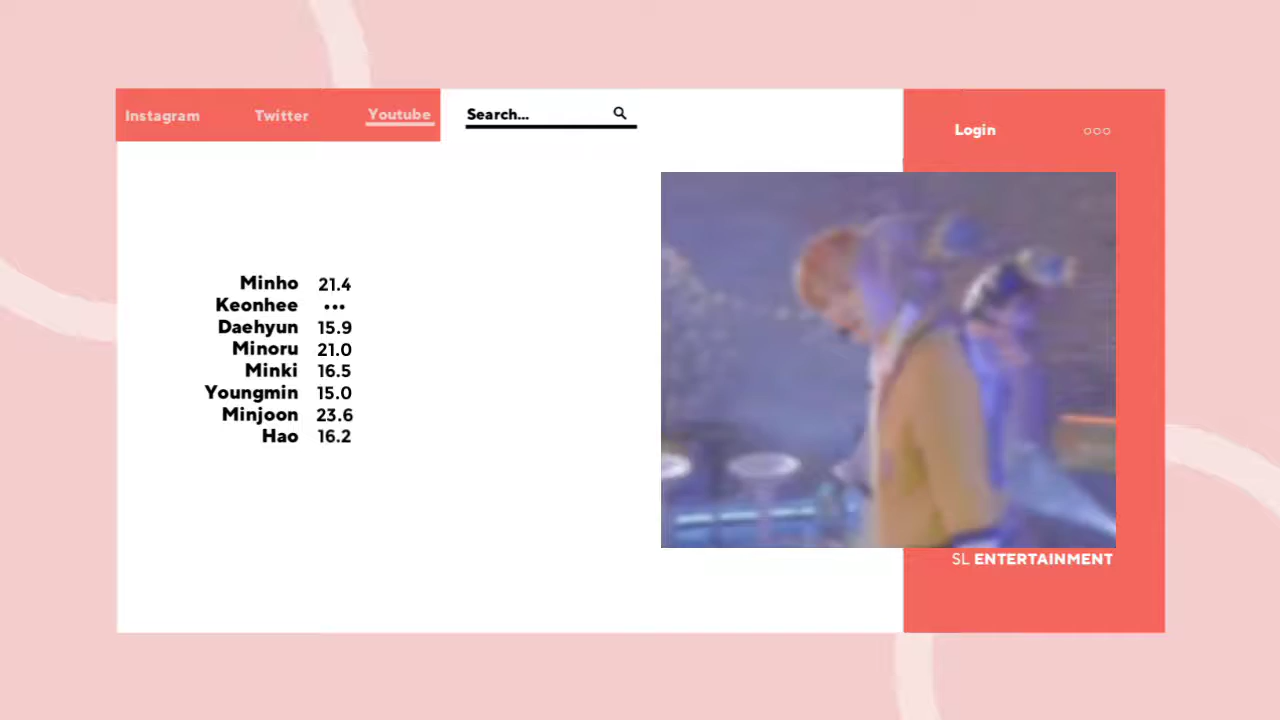 Instagram Twitter Youtube Search...
Login
Minho 21.4
Keonhee •••
Daehyun 15.9
Minoru 21.0
Minki 16.5
Youngmin 15.0
Minjoon 23.6
Hao 16.2
SL ENTERTAINMENT